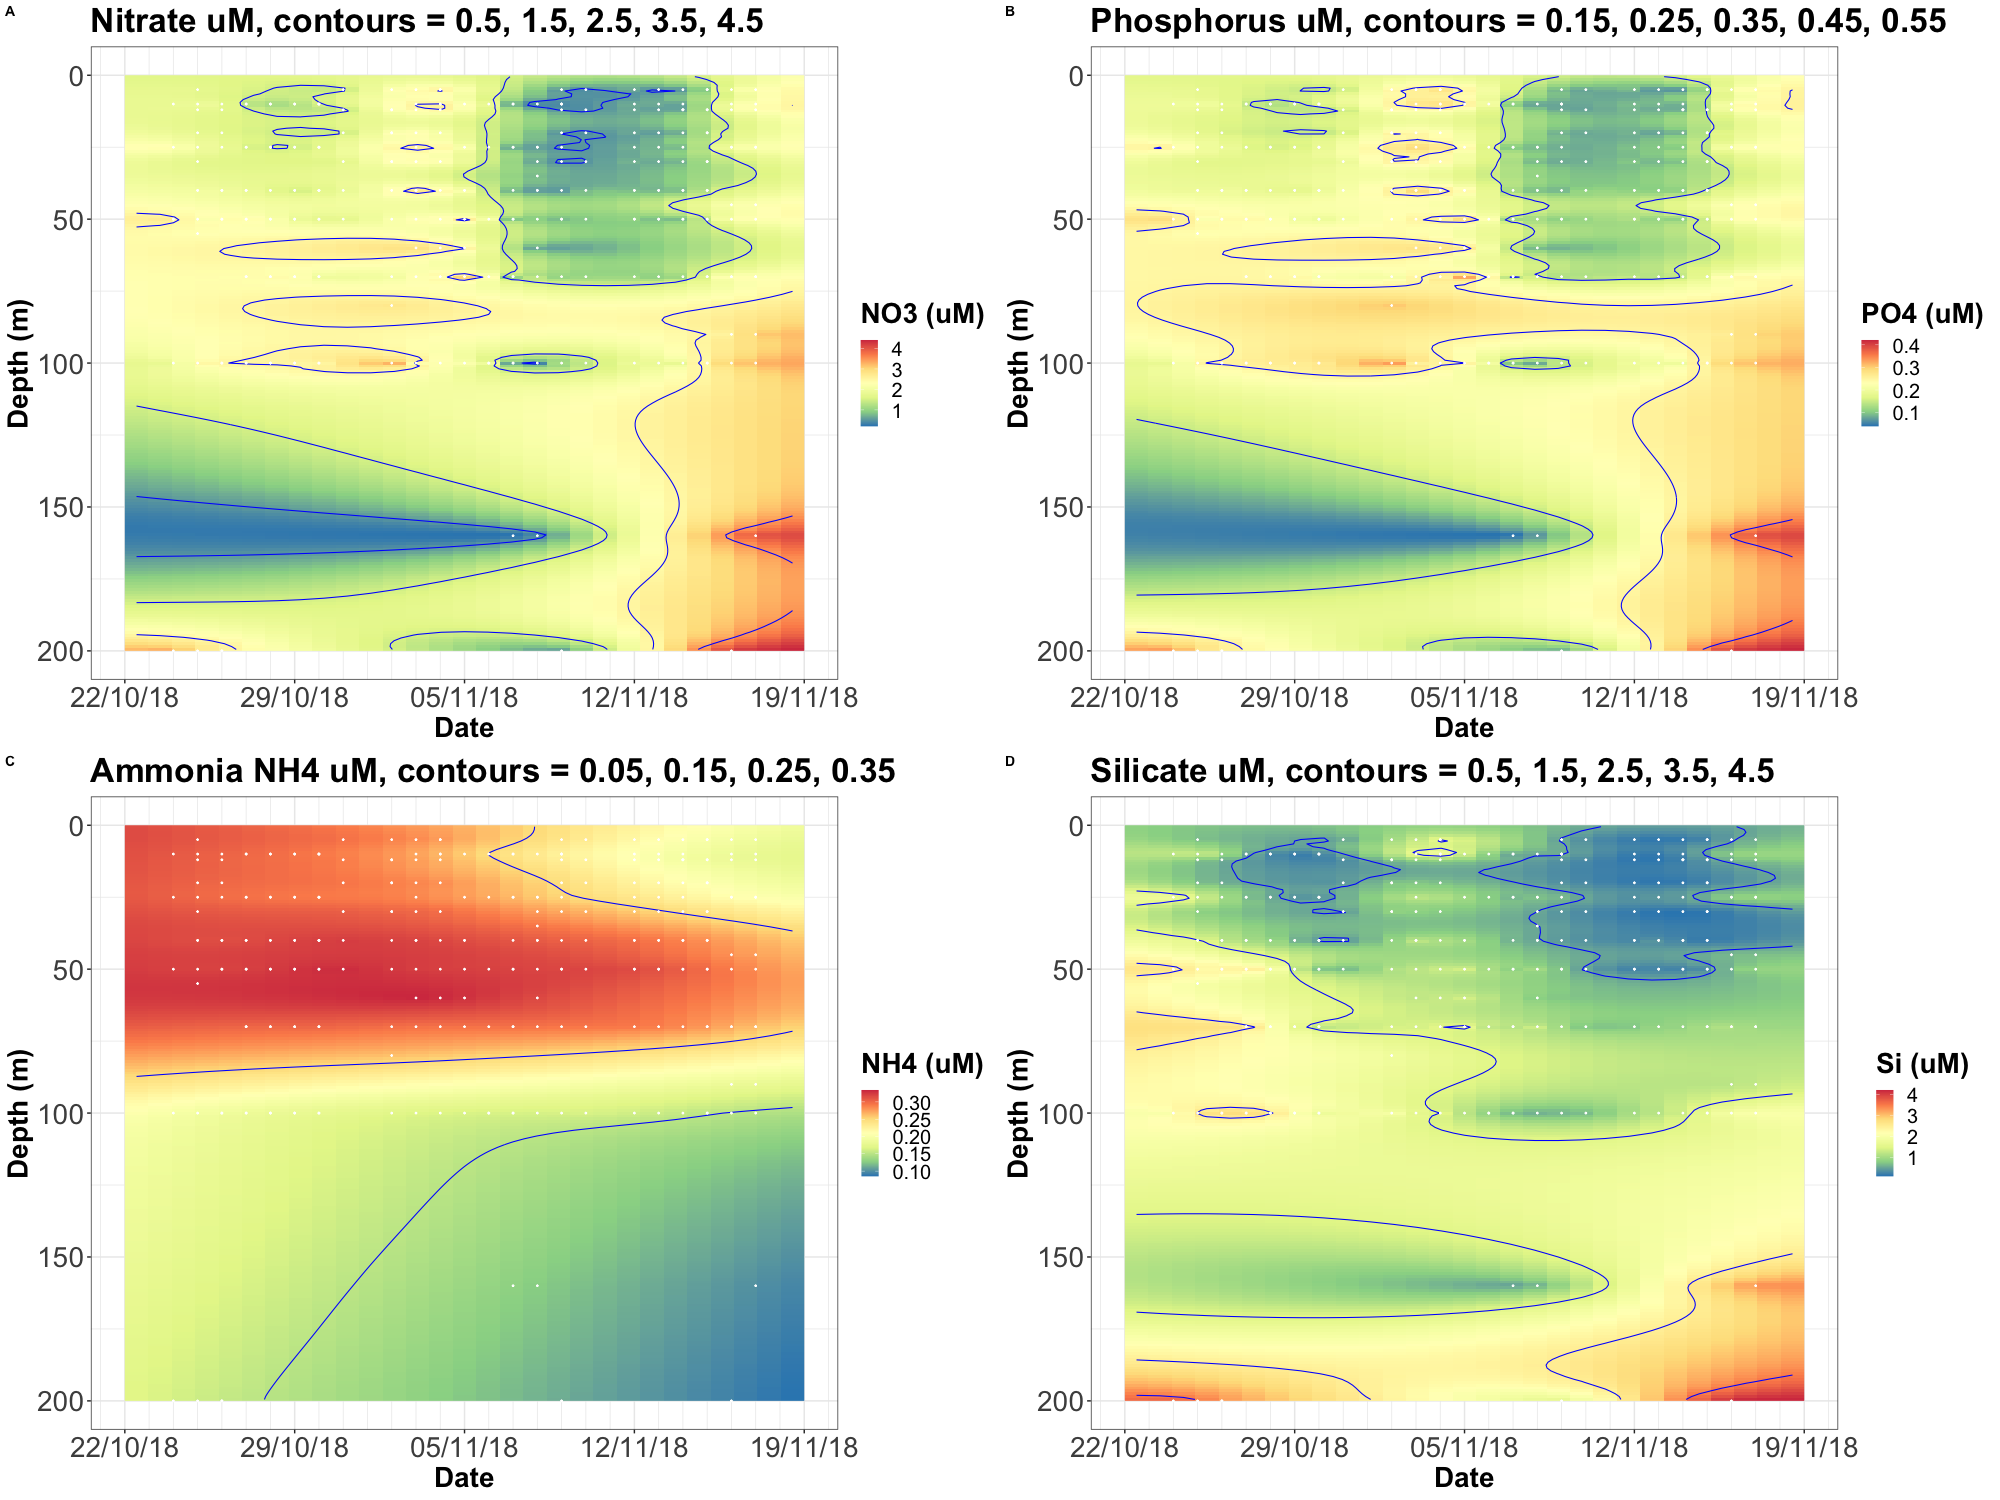 A
Nitrate uM, contours = 0.5, 1.5, 2.5, 3.5, 4.5
0
50
100
150
200
Depth (m)
22/10/18 29/10/18 05/11/18 12/11/18 19/11/18
Date
NO3 (uM)
4
3
2
1
B
Phosphorus uM, contours = 0.15, 0.25, 0.35, 0.45, 0.55
0
50
100
150
200
Depth (m)
22/10/18 29/10/18 05/11/18 12/11/18 19/11/18
Date
PO4 (uM)
0.4
0.3
0.2
0.1
C
Ammonia NH4 uM, contours = 0.05, 0.15, 0.25, 0.35
0
50
100
150
200
Depth (m)
22/10/18 29/10/18 05/11/18 12/11/18 19/11/18
Date
NH4 (uM)
0.30
0.25
0.20
0.15
0.10
D
Silicate uM, contours = 0.5, 1.5, 2.5, 3.5, 4.5
0
50
100
150
200
Depth (m)
22/10/18 29/10/18 05/11/18 12/11/18 19/11/18
Date
Si (uM)
4
3
2
1